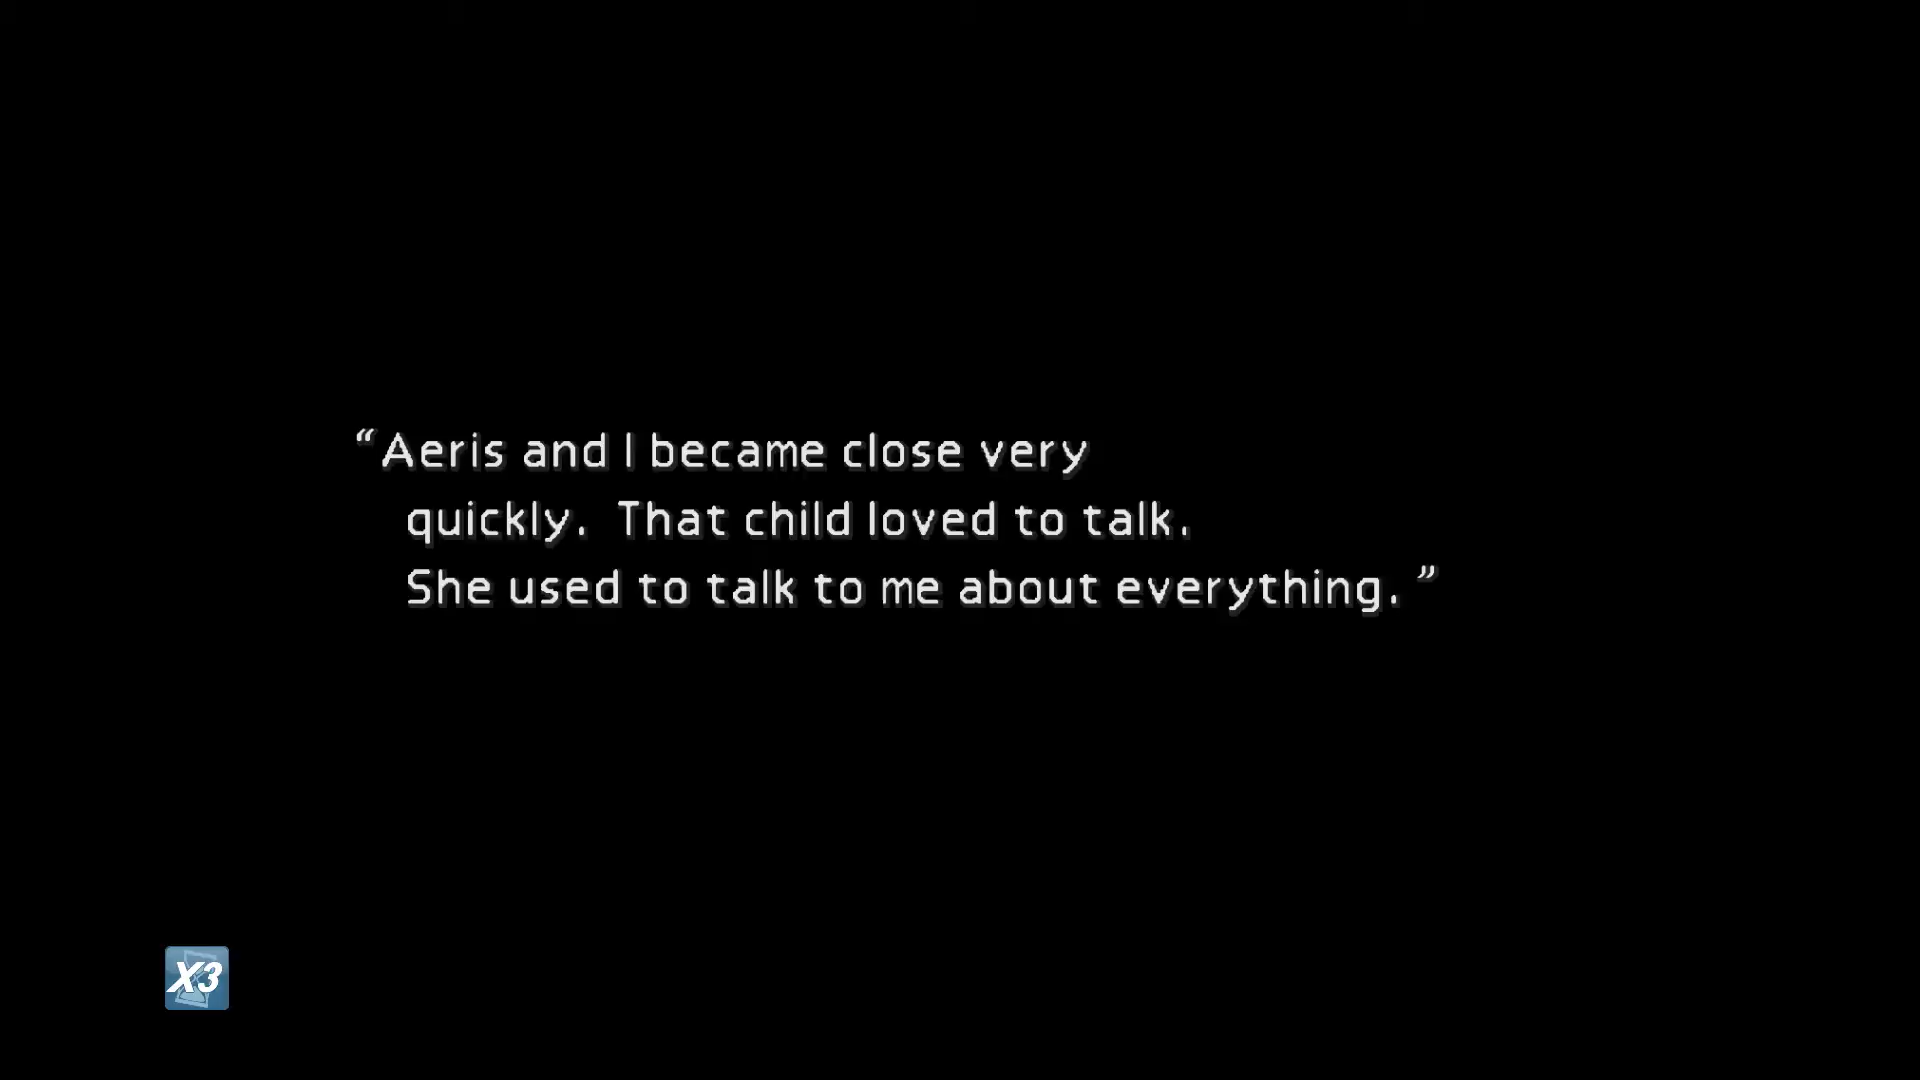 “Aeris and I became close very
quickly. That child loved to talk.
She used to talk to me about everything.”
X3